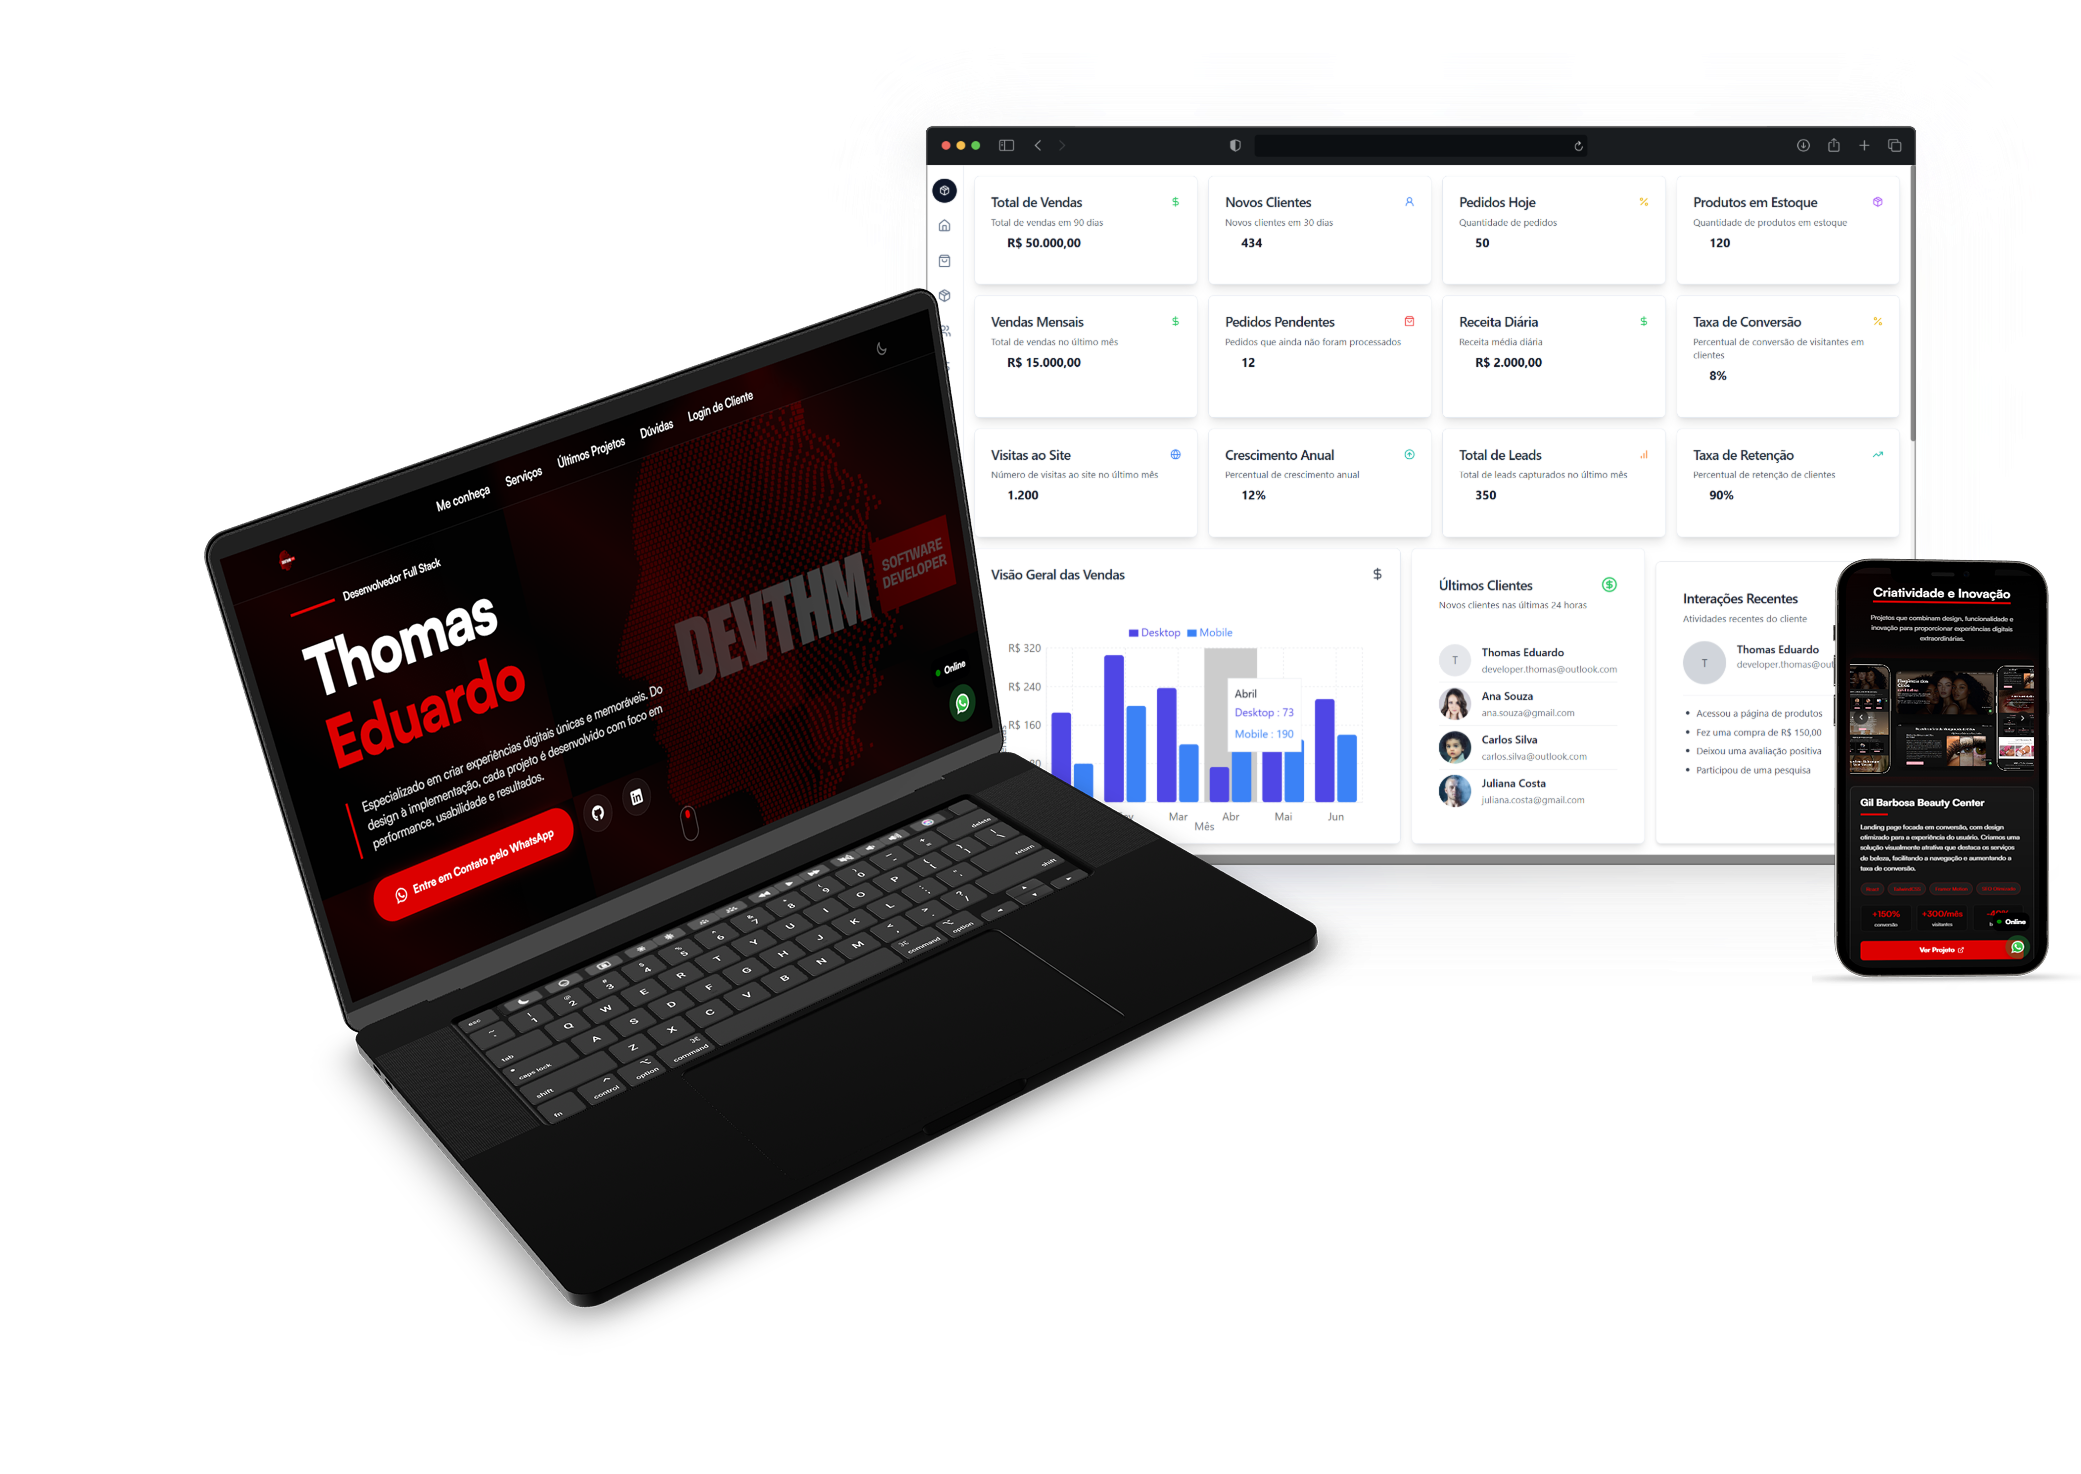 Me conheça
Serviços
Últimos Projetos
Dúvidas
Login de Cliente
Desenvolvedor Full Stack
Thomas
Eduardo
Especializado em criar experiências digitais únicas e memoráveis. Do
design à implementação, cada projeto é desenvolvido com foco em
performance, usabilidade e resultados.
Entre em Contato pelo WhatsApp
DEVTHM
SOFTWARE
DEVELOPER
Online
esc
delete
tab
return
caps lock
shift
shift
fn
control
option
command
command
option
Q W E R T Y U I O P
A S D F G H J K L
Z X C V B N M
Total de Vendas
Total de vendas em 90 dias
R$ 50.000,00
Novos Clientes
Novos clientes em 30 dias
434
Pedidos Hoje
Quantidade de pedidos
50
Produtos em Estoque
Quantidade de produtos em estoque
120
Vendas Mensais
Total de vendas no último mês
R$ 15.000,00
Pedidos Pendentes
Pedidos que ainda não foram processados
12
Receita Diária
Receita média diária
R$ 2.000,00
Taxa de Conversão
Percentual de conversão de visitantes em
clientes
8%
Visitas ao Site
Número de visitas ao site no último mês
1.200
Crescimento Anual
Percentual de crescimento anual
12%
Total de Leads
Total de leads capturados no último mês
350
Taxa de Retenção
Percentual de retenção de clientes
90%
Visão Geral das Vendas
Desktop Mobile
R$ 320
R$ 240
R$ 160
Abril
Desktop : 73
Mobile : 190
Mar Abr Mai Jun
Mês
Últimos Clientes
Novos clientes nas últimas 24 horas
T
Thomas Eduardo
developer.thomas@outlook.com
Ana Souza
ana.souza@gmail.com
Carlos Silva
carlos.silva@outlook.com
Juliana Costa
juliana.costa@gmail.com
Interações Recentes
Atividades recentes do cliente
T
Thomas Eduardo
developer.thomas@out
Acessou a página de produtos
Fez uma compra de R$ 150,00
Deixou uma avaliação positiva
Participou de uma pesquisa
Criatividade e Inovação
Projetos que combinam design, funcionalidade e
inovação para proporcionar experiências digitais
extraordinárias.
Gil Barbosa Beauty Center
Landing page focada em conversão, com design
otimizado para a experiência do usuário. Criamos uma
solução visualmente atrativa que destaca os serviços
de beleza, facilitando a navegação e aumentando a
taxa de conversão.
+150%
conversão
+300/mês
visitantes
Online
Ver Projeto